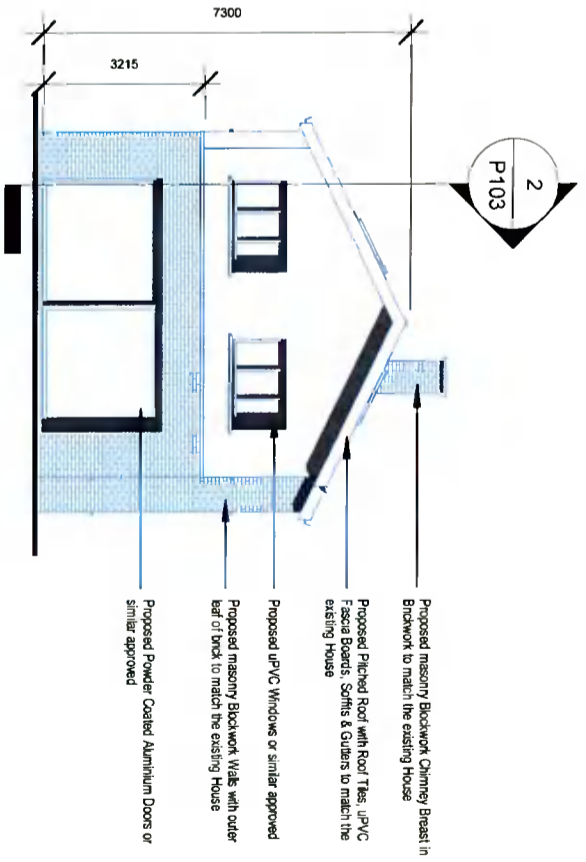 7300
3215
2
P103
Proposed masonry Blockwork Chimney Breast in
Brickwork to match the existing House
Proposed Pitched Roof with Roof Tiles, uPVC
Fascia Boards, Soffits & Gutters to match the
existing House
Proposed uPVC Windows or similar approved
Proposed masonry Blockwork Walls with outer
leaf of brick to match the existing House
Proposed Powder Coated Aluminium Doors or
similar approved